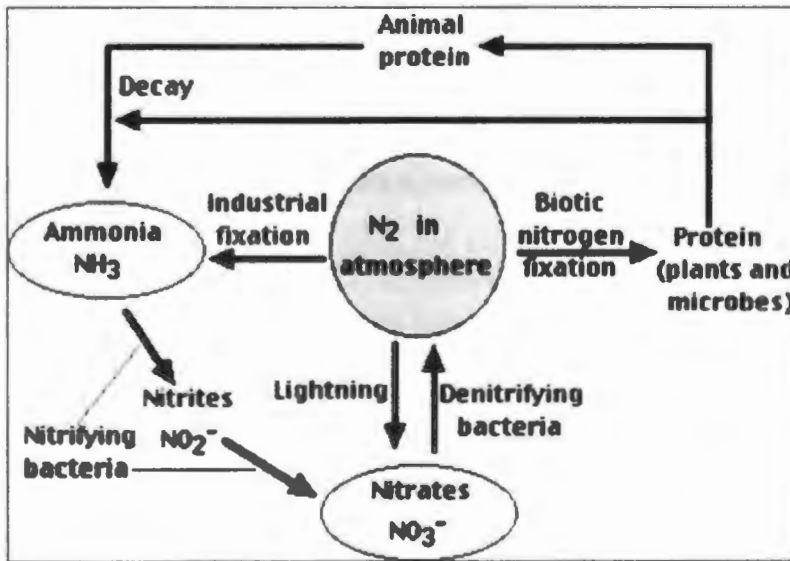 Animal
protein
Decay
Ammonia
NH3
Industrial
fixation
N2 in
atmosphere
Biotic
nitrogen
fixation
Protein
(plants and
microbes)
Lightning
Denitrifying
bacteria
Nitrites
NO2-
Nitrifying
bacteria
Nitrates
NO3-